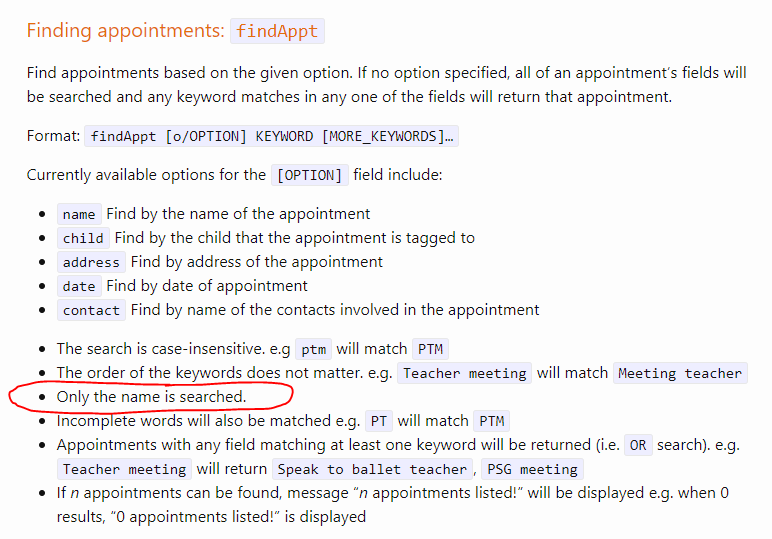 Finding appointments: findAppt
Find appointments based on the given option. If no option specified, all of an appointment's fields will
be searched and any keyword matches in any one of the fields will return that appointment.
Format: findAppt [o/OPTION] KEYWORD [MORE_KEYWORDS]…
Currently available options for the [OPTION] field include:
• name Find by the name of the appointment
• child Find by the child that the appointment is tagged to
• address Find by address of the appointment
• date Find by date of appointment
• contact Find by name of the contacts involved in the appointment
• The search is case-insensitive. e.g ptm will match PTM
• The order of the keywords does not matter. e.g. Teacher meeting will match Meeting teacher
• Only the name is searched.
• Incomplete words will also be matched e.g. PT will match PTM
• Appointments with any field matching at least one keyword will be returned (i.e. OR search). e.g.
Teacher meeting will return Speak to ballet teacher, PSG meeting
• If n appointments can be found, message “n appointments listed!” will be displayed e.g. when 0
results, “0 appointments listed!” is displayed